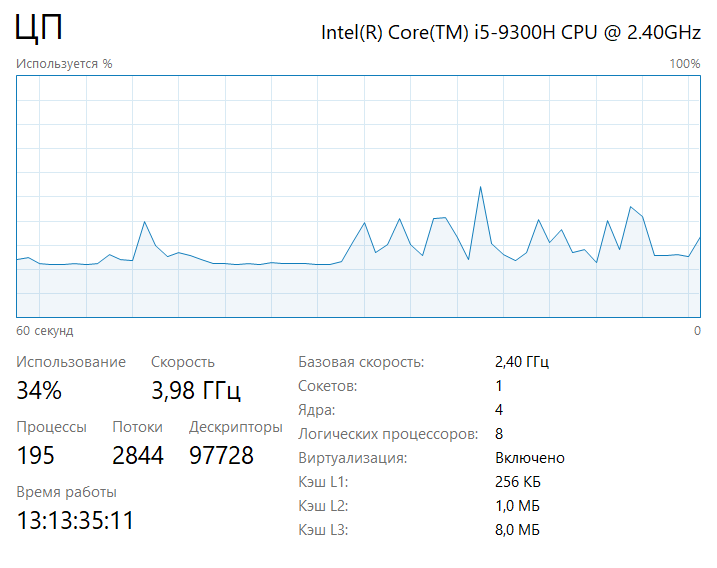 ЦП
Intel(R) Core(TM) i5-9300H CPU @ 2.40GHz
Используется %
100%
60 секунд
0
Использование
Скорость
34%
3,98 ГГц
Процессы
Потоки
Дескрипторы
195
2844
97728
Время работы
13:13:35:11
Базовая скорость:
2,40 ГГц
Сокетов:
1
Ядра:
4
Логических процессоров:
8
Виртуализация:
Включено
Кэш L1:
256 КБ
Кэш L2:
1,0 МБ
Кэш L3:
8,0 МБ